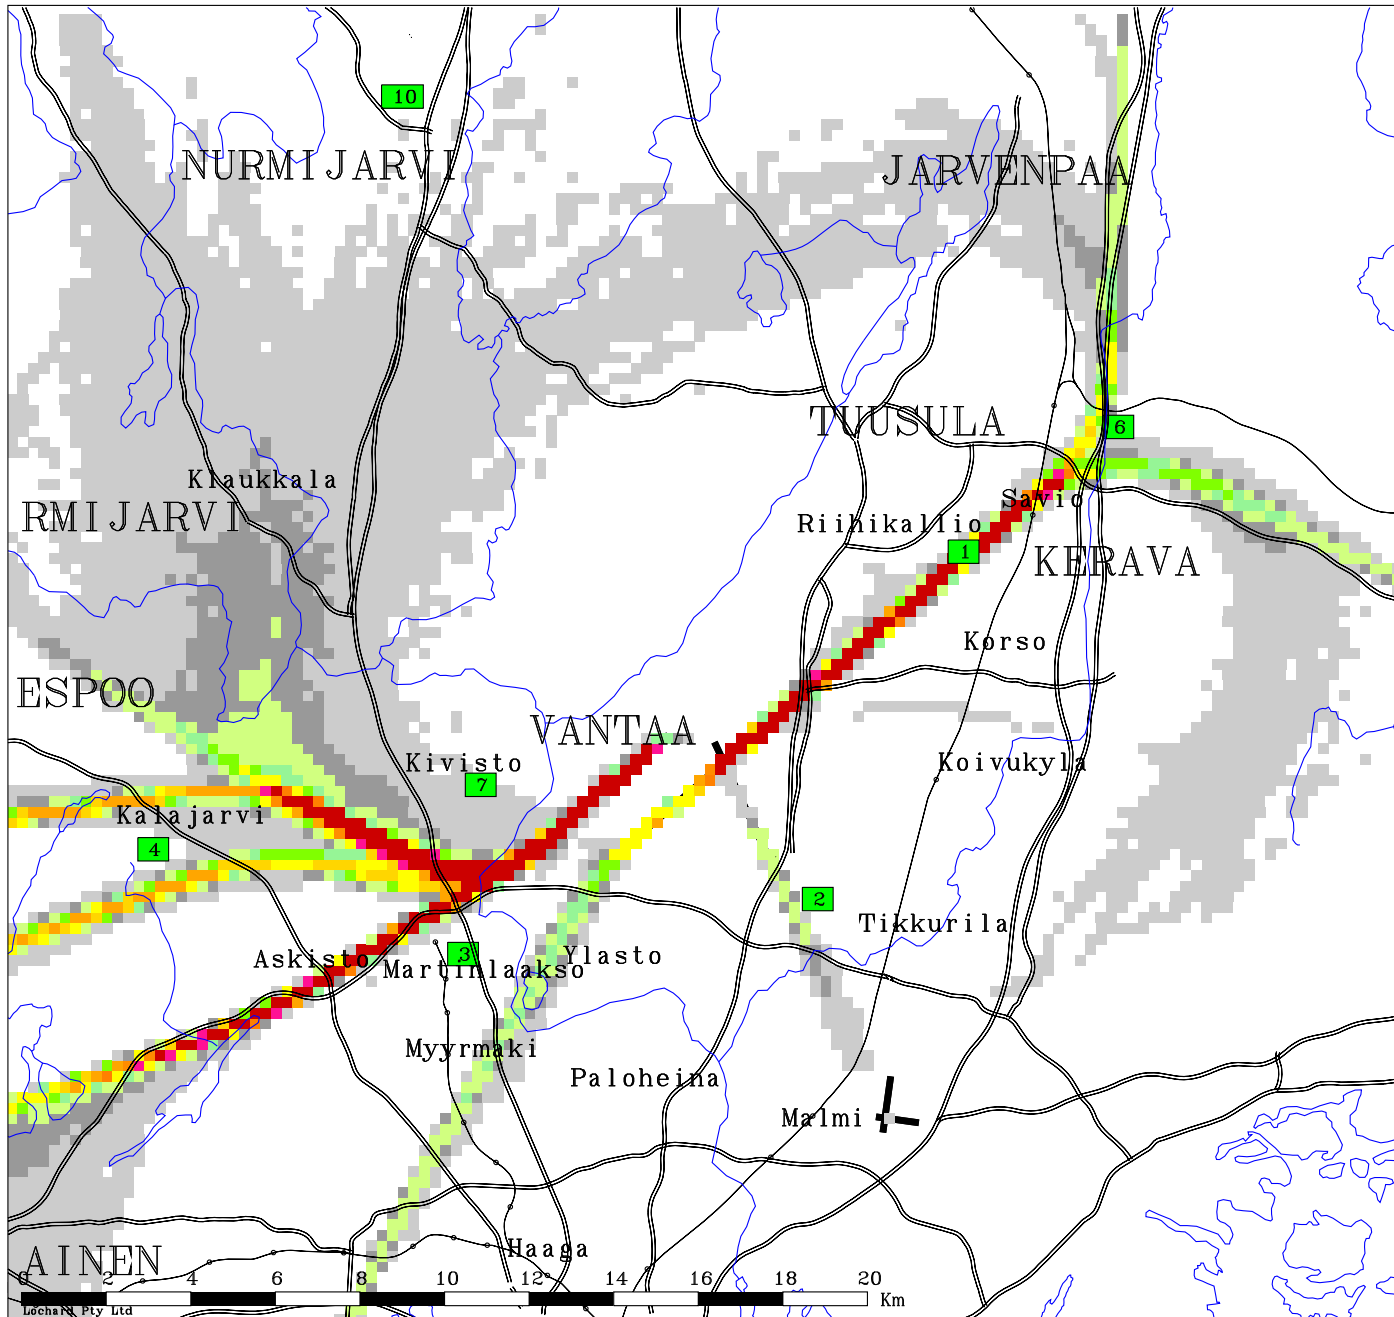 10
NURMIJARVI
JARVENPAA
TUUSULA
6
Klaukkala
Savio
RMIJARVI
Riihikallio
1
KERAVA
Korso
ESPOO
VANTAA
Kivisto
Koivukyla
7
Kalajarvi
4
2
Tikkurila
3
Ylasto
Askisto
Martinlaakso
Myyrmaki
Paloheina
Malmi
Haaga
AINEN
0 2 4 6 8 10 12 14 16 18 20
Km
Lochard Pty Ltd